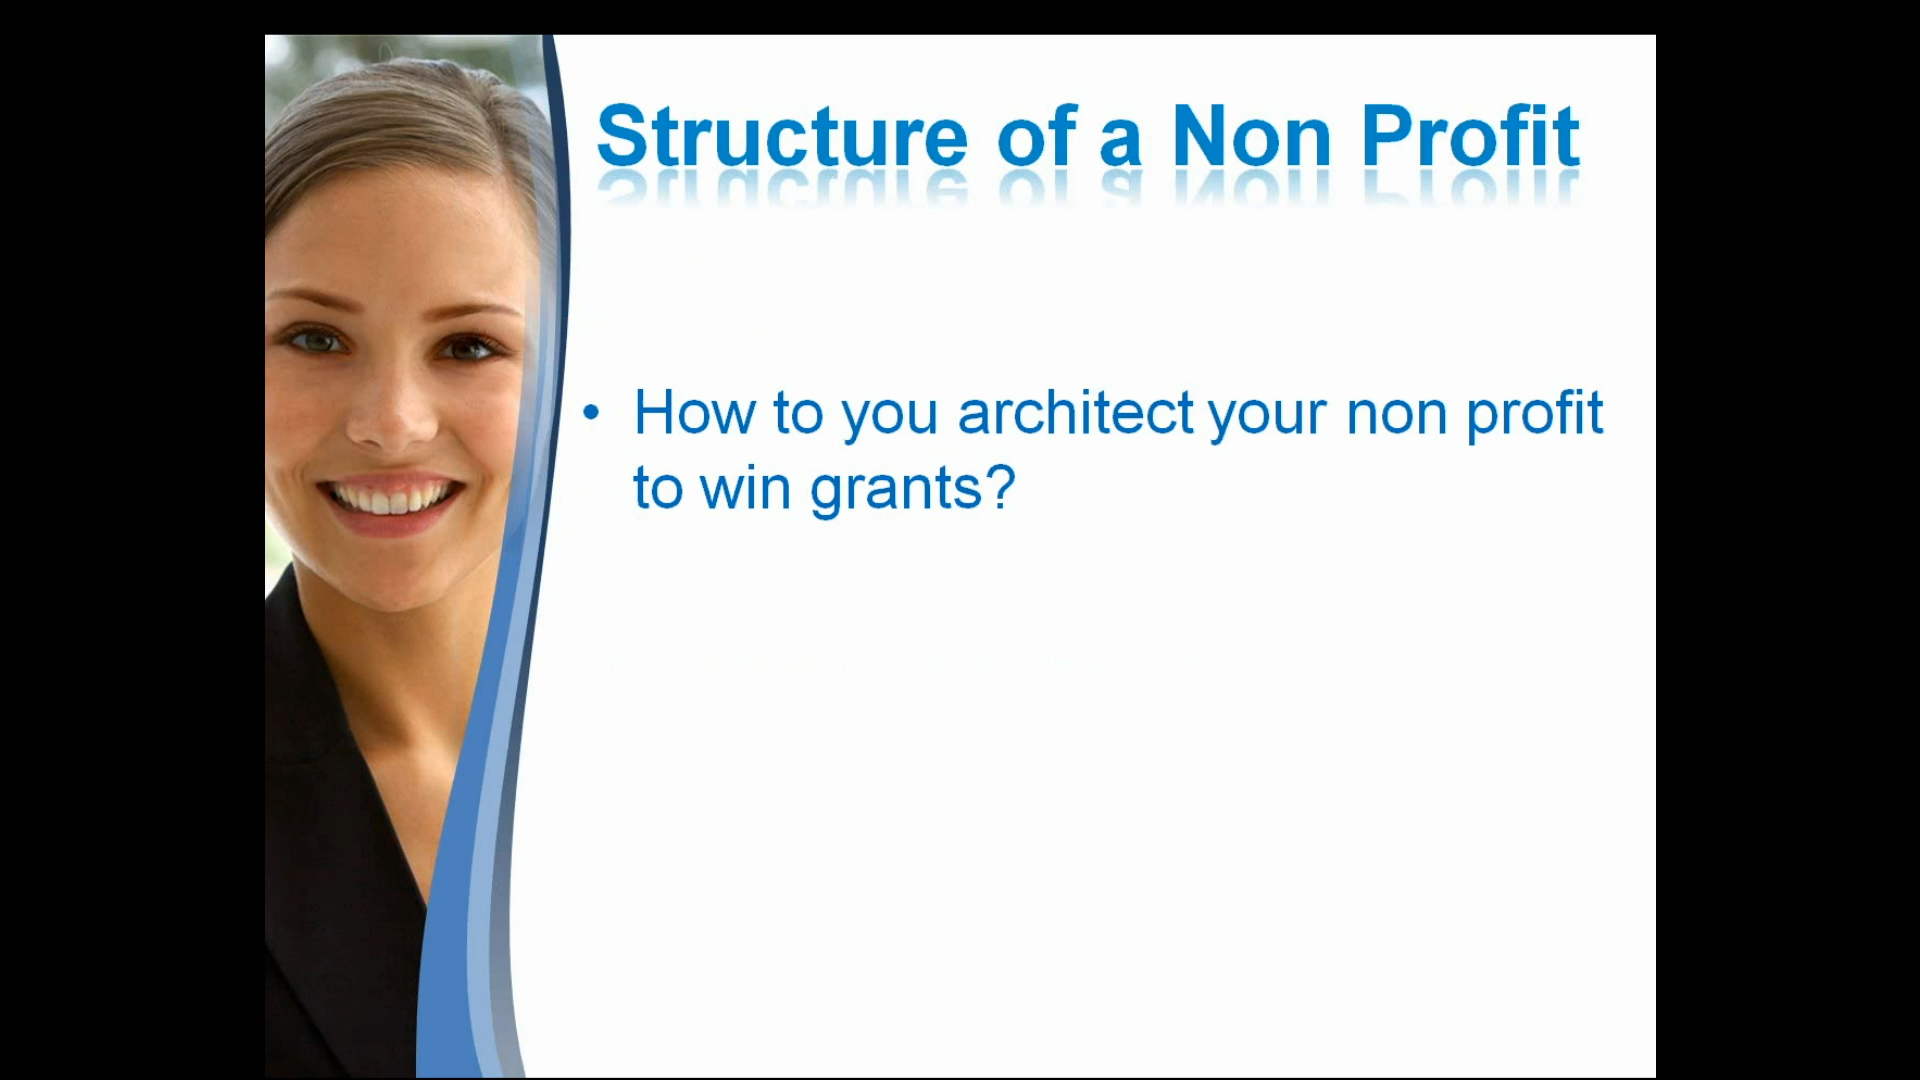 Structure of a Non Profit
• How to you architect your non profit
to win grants?